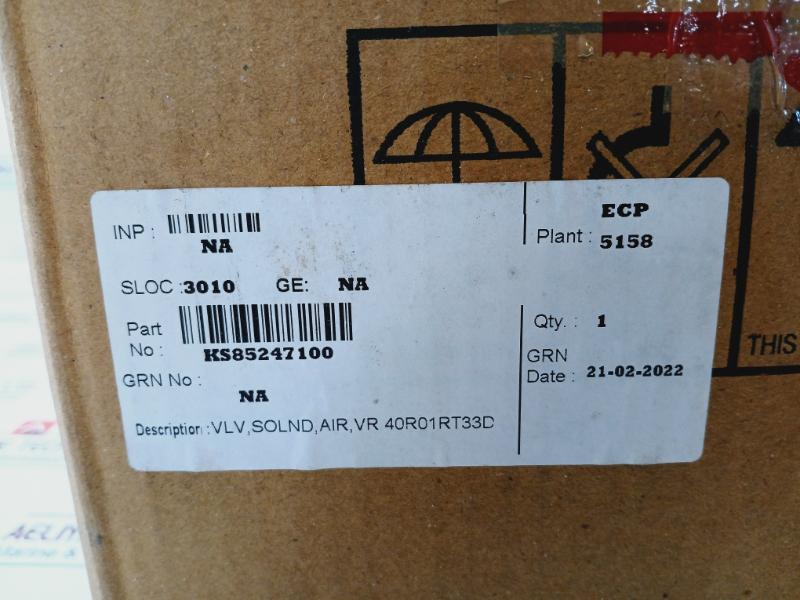 INP :
NA
ECP
Plant : 5158
SLOC :3010 GE: NA
Part
No :
KS85247100
Qty. : 1
GRN No :
NA
GRN
Date : 21-02-2022
Description :VLV,SOLND,AIR,VR 40R01RT33D
THIS